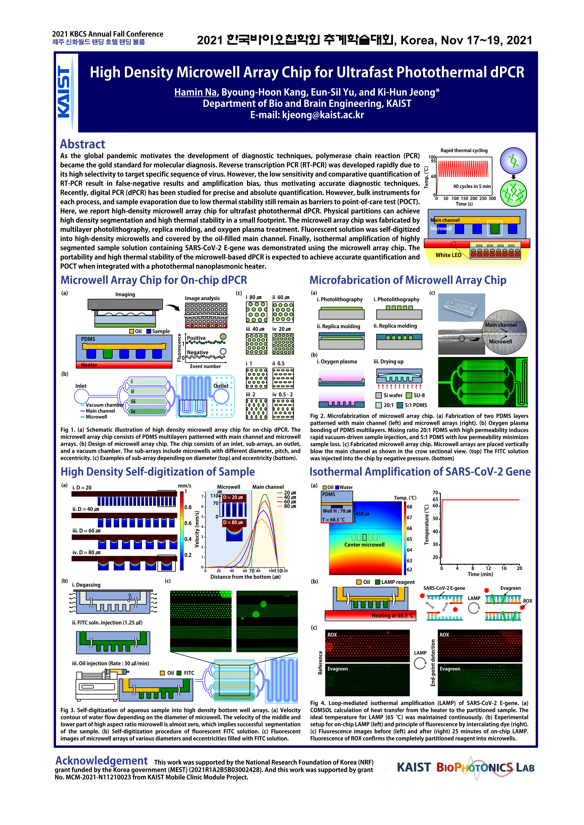 2021 KBCS Annual Fall Conference
제주 신화월드 랜딩 호텔 랜딩 볼룸
2021 한국바이오칩학회 추계학술대회, Korea, Nov 17~19, 2021
KAIST
High Density Microwell Array Chip for Ultrafast Photothermal dPCR
Hamin Na, Byoung-Hoon Kang, Eun-Sil Yu, and Ki-Hun Jeong*
Department of Bio and Brain Engineering, KAIST
E-mail: kjeong@kaist.ac.kr
Abstract
As the global pandemic motivates the development of diagnostic techniques, polymerase chain reaction (PCR)
became the gold standard for molecular diagnosis. Reverse transcription PCR (RT-PCR) was developed rapidly due to
its high selectivity to target specific sequence of virus. However, the low sensitivity and comparative quantification of
RT-PCR result in false-negative results and amplification bias, thus motivating accurate diagnostic techniques.
Recently, digital PCR (dPCR) has been studied for precise and absolute quantification. However, bulk instruments for
each process, and sample evaporation due to low thermal stability still remain as barriers to point-of-care test (POCT).
Here, we report high-density microwell array chip for ultrafast photothermal dPCR. Physical partitions can achieve
high density segmentation and high thermal stability in a small footprint. The microwell array chip was fabricated by
multilayer photolithography, replica molding, and oxygen plasma treatment. Fluorescent solution was self-digitized
into high-density microwells and covered by the oil-filled main channel. Finally, isothermal amplification of highly
segmented sample solution containing SARS-CoV-2 E-gene was demonstrated using the microwell array chip. The
portability and high thermal stability of the microwell-based dPCR is expected to achieve accurate quantification and
POCT when integrated with a photothermal nanoplasmonic heater.
Rapid thermal cycling
Temp. (°C)
40 cycles in 5 min
0 50 100 150 200 250 300
Time (s)
Main channel
Microwell
White LED
Microwell Array Chip for On-chip dPCR
(a)
Imaging
Image analysis
Oil Sample
PDMS
Heater
Fluorescence
Positive
Negative
Event number
(b)
Inlet
Outlet
i
ii
iii
iv
Vacuum chamber
Main channel
Microwell
(c)
i 80 ㎛ ii 60 ㎛
iii 40 ㎛ iv 20 ㎛
i 1 ii 0.5
iii 2 iv 0.5 - 2
Fig 1. (a) Schematic illustration of high density microwell array chip for on-chip dPCR. The
microwell array chip consists of PDMS multilayers patterned with main channel and microwell
arrays. (b) Design of microwell array chip. The chip consists of an inlet, sub-arrays, an outlet,
and a vacuum chamber. The sub-arrays include microwells with different diameter, pitch, and
eccentricity. (c) Examples of sub-array depending on diameter (top) and eccentricity (bottom).
Microfabrication of Microwell Array Chip
(a)
i. Photolithography i. Photolithography
ii. Replica molding ii. Replica molding
(b)
i. Oxygen plasma iii. Drying up
Si wafer SU-8
20:1 5:1 PDMS
(c)
Main channel
Microwell
Fig 2. Microfabrication of microwell array chip. (a) Fabrication of two PDMS layers
patterned with main channel (left) and microwell arrays (right). (b) Oxygen plasma
bonding of PDMS multilayers. Mixing ratio 20:1 PDMS with high permeability induces
rapid vacuum-driven sample injection, and 5:1 PDMS with low permeability minimizes
sample loss. (c) Fabricated microwell array chip. Microwell arrays are placed vertically
blow the main channel as shown in the crow sectional view. (top) The FITC solution
was injected into the chip by negative pressure. (bottom)
High Density Self-digitization of Sample
(a)
i. D = 20
ii. D = 40 ㎛
iii. D = 60 ㎛
iv. D = 80 ㎛
mm/s
1
0.8
0.6
0.4
0.2
Velocity (mm/s)
Microwell Main channel
D = 20 ㎛
D = 80 ㎛
20 ㎛
40 ㎛
60 ㎛
80 ㎛
Distance from the bottom (㎛)
(b)
i. Degassing
ii. FITC soln. injection (1.25 ㎕)
iii. Oil injection (Rate : 30 ㎕/min)
Oil FITC
(c)
Fig 3. Self-digitization of aqueous sample into high density bottom well arrays. (a) Velocity
contour of water flow depending on the diameter of microwell. The velocity of the middle and
lower part of high aspect ratio microwell is almost zero, which implies successful segmentation
of the sample. (b) Self-digitization procedure of fluorescent FITC solution. (c) Fluorescent
images of microwell arrays of various diameters and eccentricities filled with FITC solution.
Isothermal Amplification of SARS-CoV-2 Gene
(a)
Oil Water
PDMS
Well H : 70 ㎛
T = 68.5 °C
Center microwell
Temp. (°C)
68
67
66
65
64
63
62
Temperature (°C)
70
65
60
50
40
30
20
0 4 8 12 16 20
Time (min)
(b)
Oil LAMP reagent
Heating at 68.5 °C
SARS-CoV-2 E-gene
Evagreen
LAMP
ROX
(c)
Reference
ROX
Evagreen
LAMP
End-point detection
ROX
Evagreen
Fig 4. Loop-mediated isothermal amplification (LAMP) of SARS-CoV-2 E-gene. (a)
COMSOL calculation of heat transfer from the heater to the partitioned sample. The
ideal temperature for LAMP (65 °C) was maintained continuously. (b) Experimental
setup for on-chip LAMP (left) and principle of fluorescence by intercalating dye (right).
(c) Fluorescence images before (left) and after (right) 25 minutes of on-chip LAMP.
Fluorescence of ROX confirms the completely partitioned reagent into microwells.
Acknowledgement This work was supported by the National Research Foundation of Korea (NRF)
grant funded by the Korea government (MEST) (2021R1A2B5B03002428). And this work was supported by grant
No. MCM-2021-N11210023 from KAIST Mobile Clinic Module Project.
KAIST BIOPHOTONICS LAB